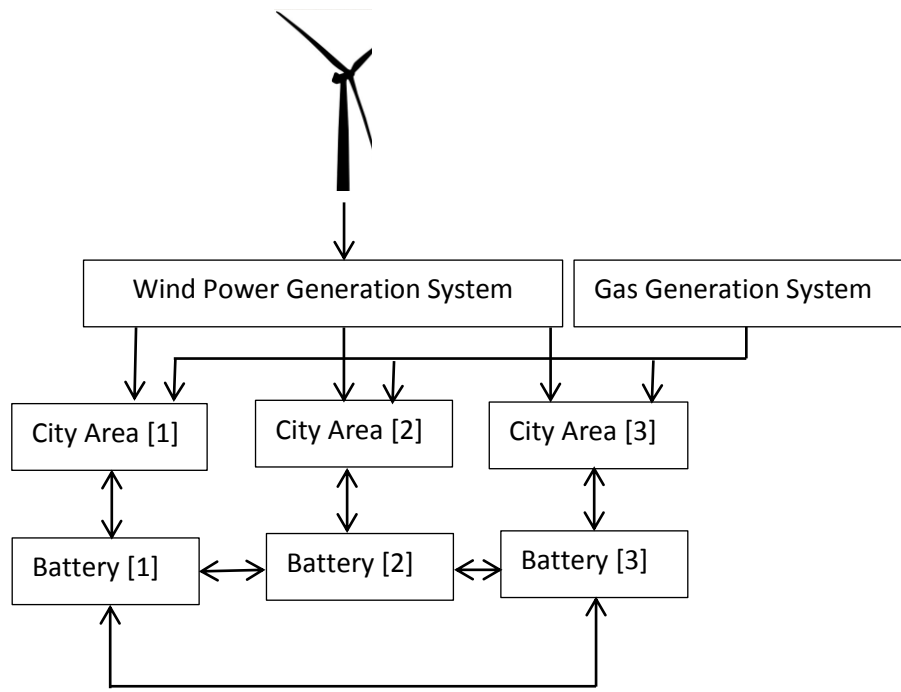 Wind Power Generation System
Gas Generation System
City Area [1]
City Area [2]
City Area [3]
Battery [1]
Battery [2]
Battery [3]